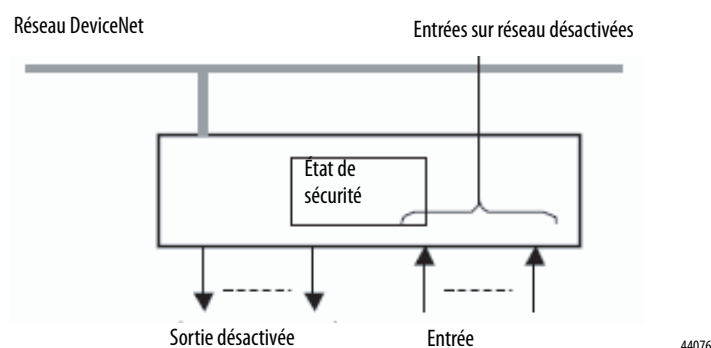 Réseau DeviceNet
Entrées sur réseau désactivées
État de
sécurité
Sortie désactivée
Entrée
44076